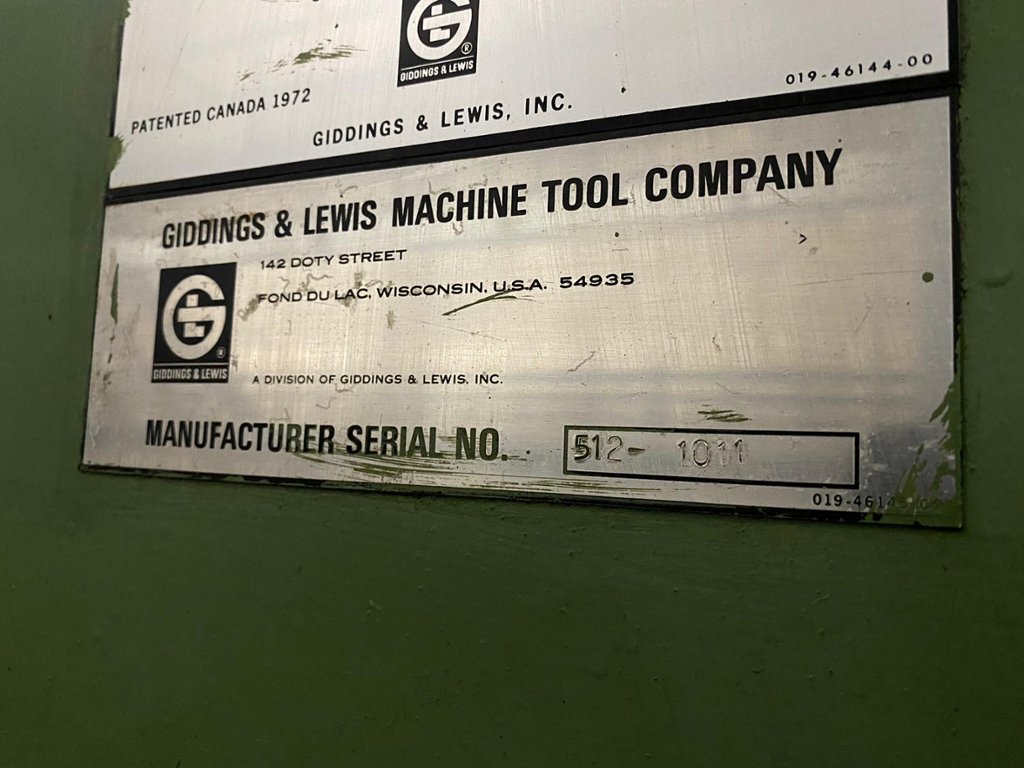 GIDDINGS & LEWIS
019-46144-00
PATENTED CANADA 1972
GIDDINGS & LEWIS, INC.
GIDDINGS & LEWIS MACHINE TOOL COMPANY
142 DOTY STREET
FOND DU LAC, WISCONSIN, U.S.A. 54935
GIDDINGS & LEWIS
A DIVISION OF GIDDINGS & LEWIS, INC.
MANUFACTURER SERIAL NO. 512- 1011